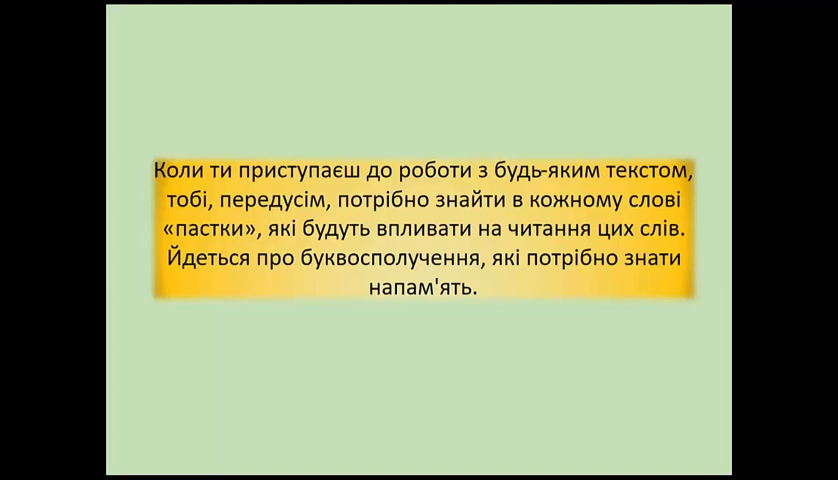 Коли ти приступаєш до роботи з будь-яким текстом,
тобі, передусім, потрібно знайти в кожному слові
«пастки», які будуть впливати на читання цих слів.
Йдеться про буквосполучення, які потрібно знати
напам'ять.